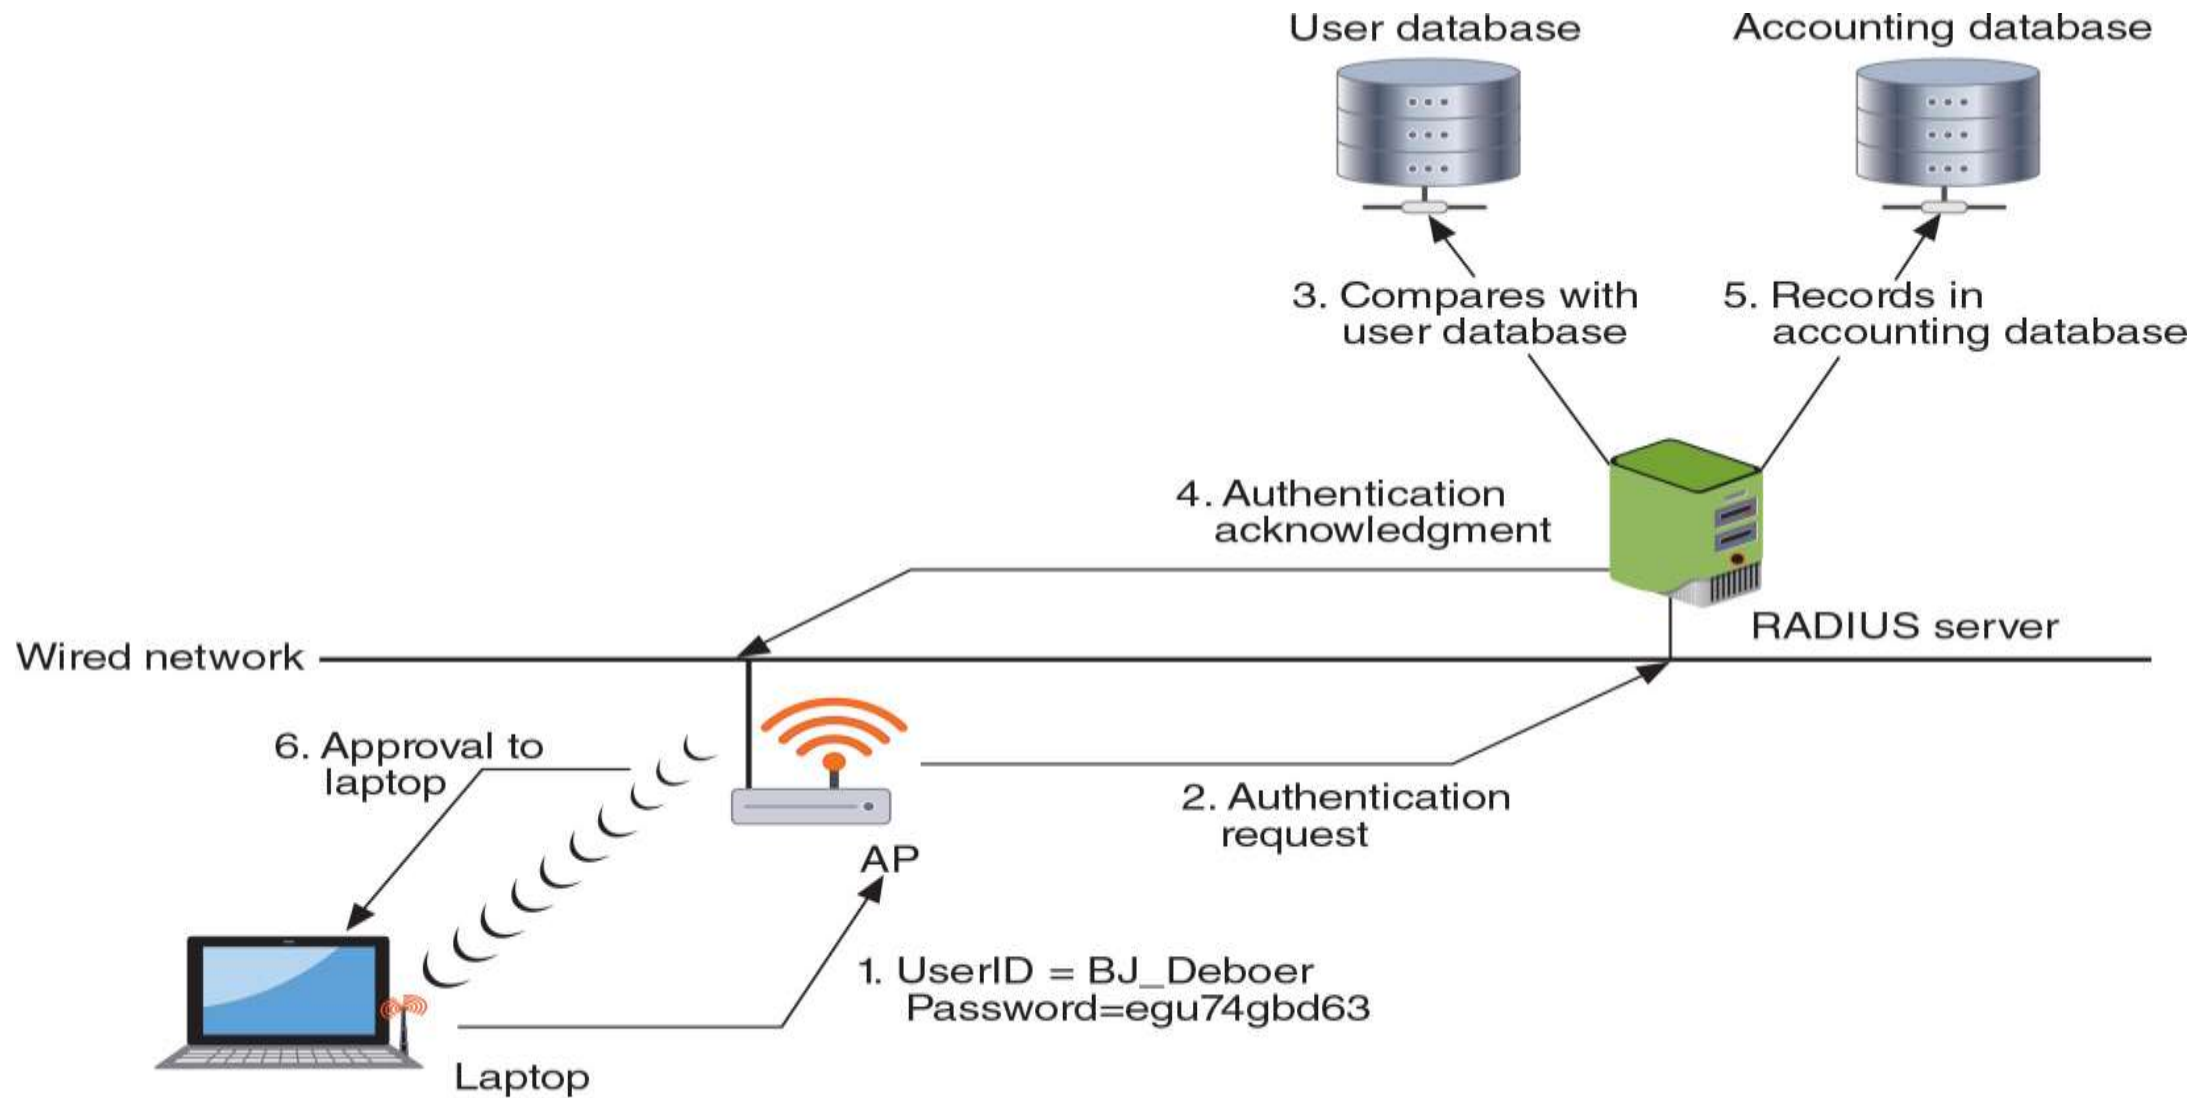 User database
Accounting database
3. Compares with
user database
5. Records in
accounting database
4. Authentication
acknowledgment
RADIUS server
Wired network
6. Approval to
laptop
2. Authentication
request
AP
1. UserID = BJ_Deboer
Password=egu74gbd63
Laptop